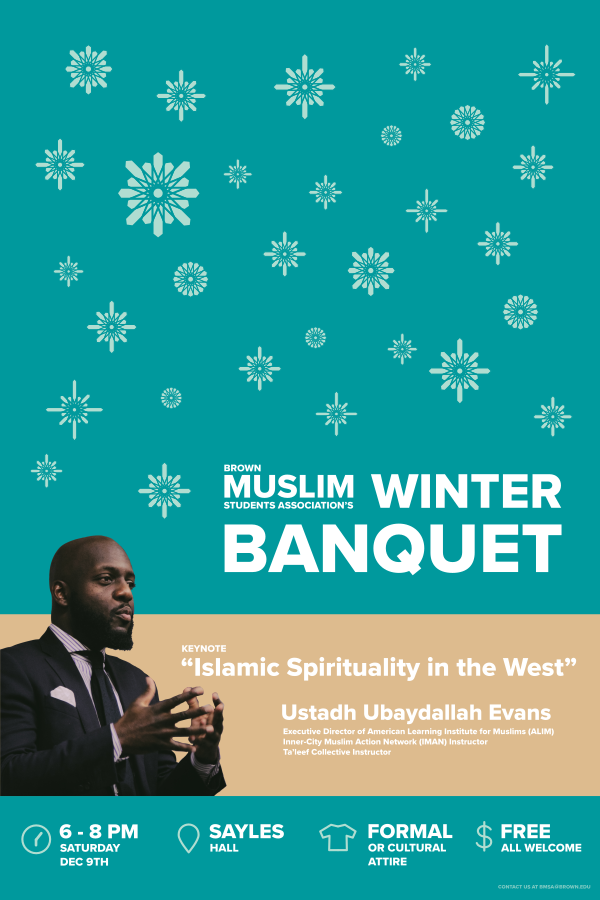 BROWN
MUSLIM WINTER
STUDENTS ASSOCIATION'S
BANQUET
KEYNOTE
“Islamic Spirituality in the West”
Ustadh Ubaydallah Evans
Executive Director of American Learning Institute for Muslims (ALIM)
Inner-City Muslim Action Network (IMAN) Instructor
Ta'leef Collective Instructor
6 - 8 PM
SATURDAY
DEC 9TH
SAYLES
HALL
FORMAL
OR CULTURAL
ATTIRE
$ FREE
ALL WELCOME
CONTACT US AT BMSA@BROWN.EDU